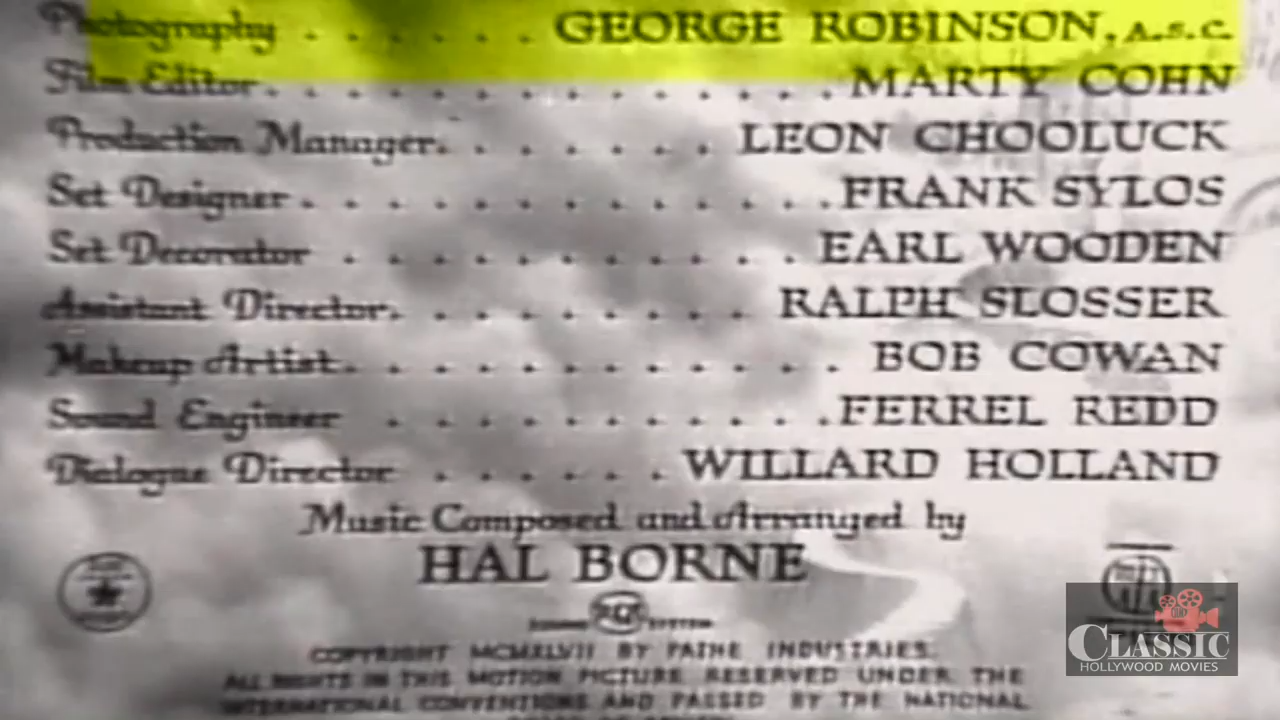 Photography . . . . . . GEORGE ROBINSON, A.S.C.
Film Editor . . . . . . . . . . . . . . MARTY COHN
Production Manager . . . . . . . LEON CHOOLUCK
Set Designer . . . . . . . . . . . . . FRANK SYLOS
Set Decorator . . . . . . . . . . . EARL WOODEN
Assistant Director . . . . . . . . . RALPH SLOSSER
Makeup Artist . . . . . . . . . . . . BOB COWAN
Sound Engineer . . . . . . . . . . . FERREL REDD
Dialogue Director . . . . . . WILLARD HOLLAND
Music Composed and Arranged by
HAL BORNE
RCA
SYSTEM
COPYRIGHT MCMXLVII BY PATHE INDUSTRIES.
ALL RIGHTS IN THIS MOTION PICTURE RESERVED UNDER THE
INTERNATIONAL CONVENTIONS AND PASSED BY THE NATIONAL
CLASSIC
HOLLYWOOD MOVIES